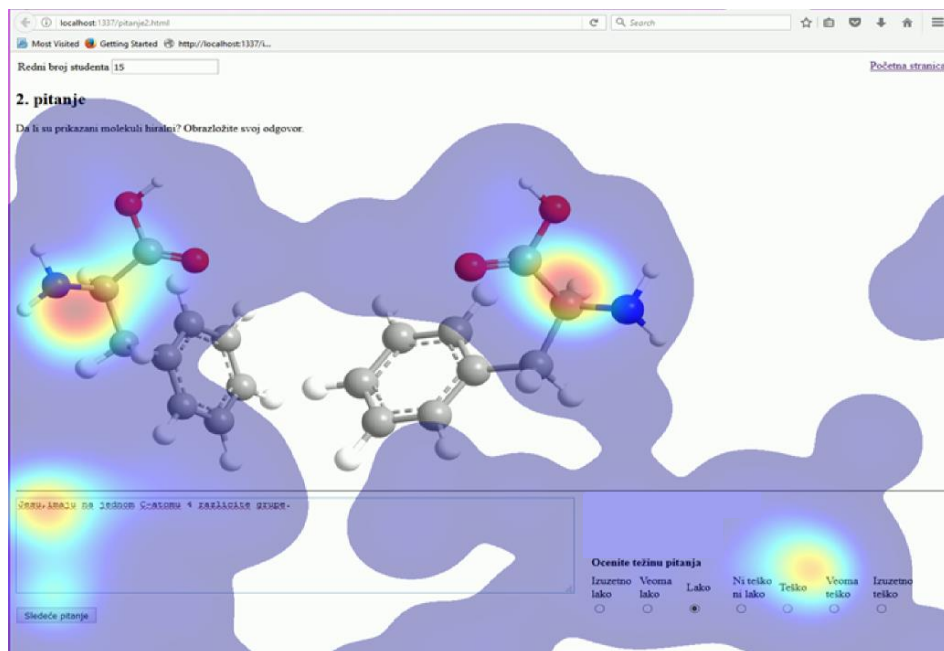 localhost:1337/pitanje2.html
Search
Most Visited Getting Started http://localhost:1337/i...
Redni broj studenta 15
Početna stranica
2. pitanje
Da li su prikazani molekuli hiralni? Obrazložite svoj odgovor.
Jesu,imaju na jednom C-atomu 4 razlicite grupe.
Ocenite težinu pitanja
Izuzetno lako
Veoma lako
Lako
Ni teško ni lako
Teško
Veoma teško
Izuzetno teško
Sledeće pitanje